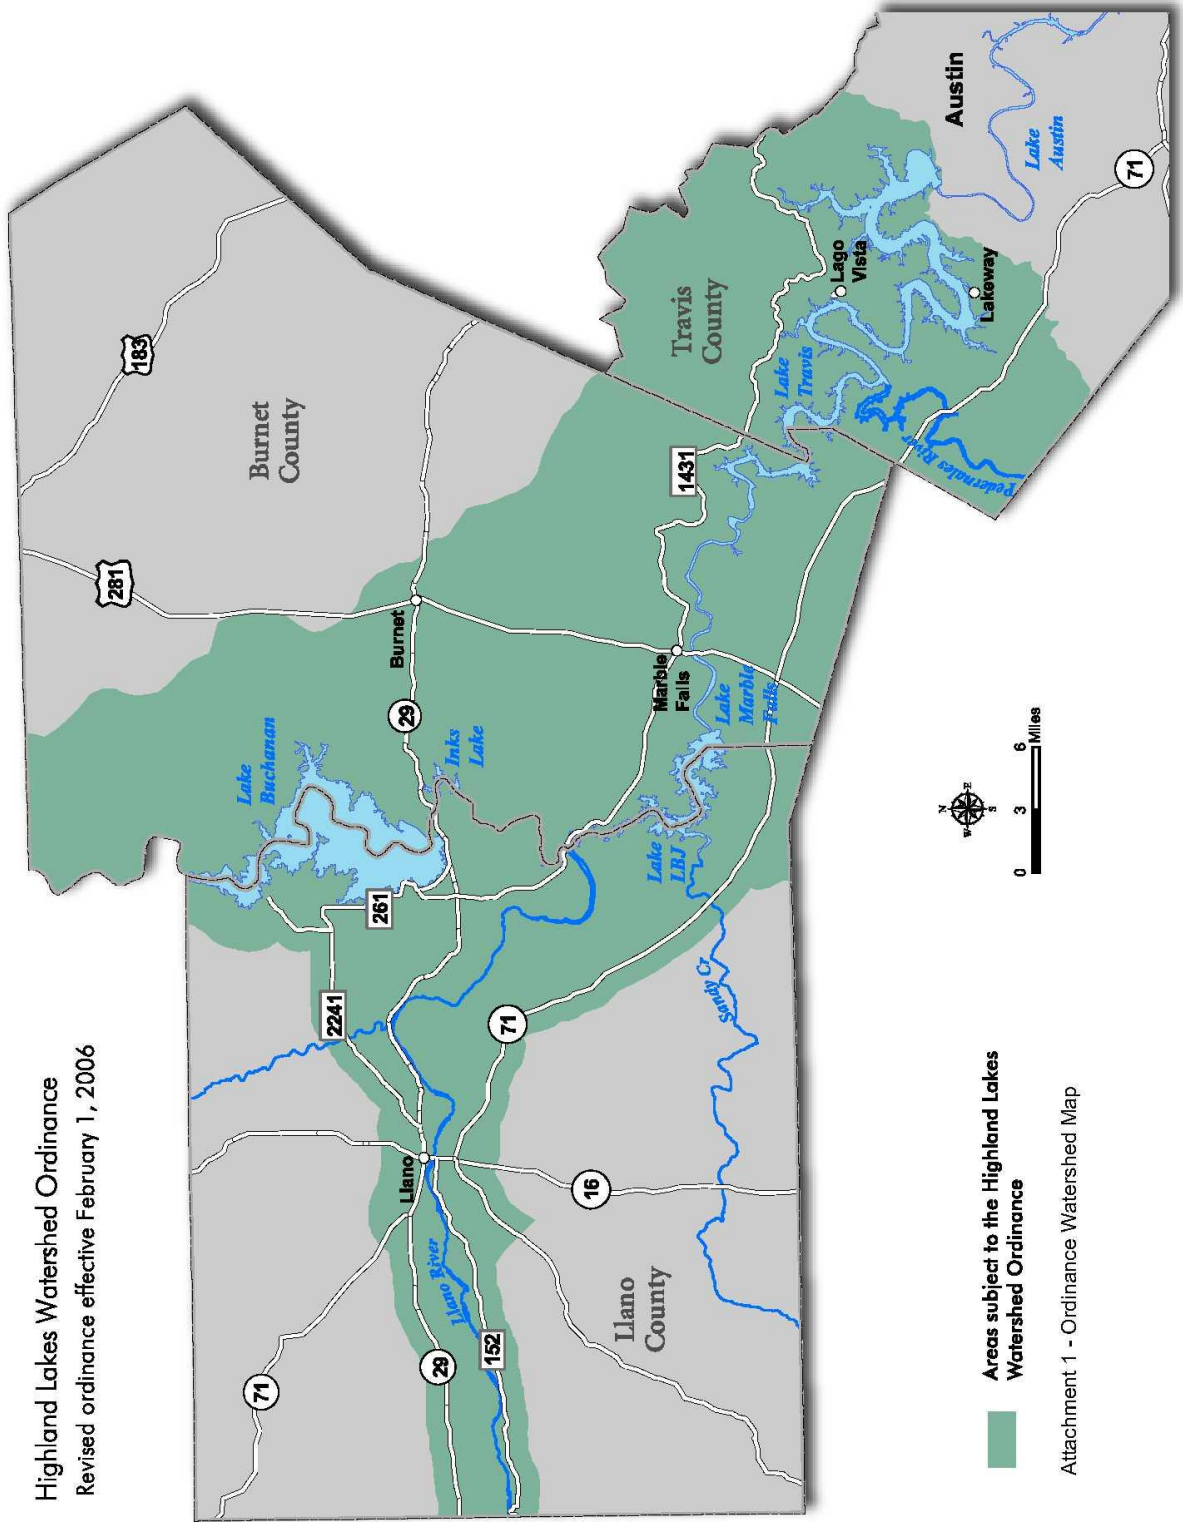 Highland Lakes Watershed Ordinance
Revised ordinance effective February 1, 2006
183
281
Burnet
County
Lake
Buchanan
Burnet
29
Inks
Lake
261
2241
71
Llano
Llano River
29
152
71
16
Llano
County
Sandy Cr
Lake
LBJ
Marble
Falls
Lake
Marble
Falls
1431
Travis
County
Lake
Travis
Lago
Vista
Lakeway
Pedernales River
Austin
Lake
Austin
71
N
W
E
S
0 3 6 Miles
Areas subject to the Highland Lakes
Watershed Ordinance
Attachment 1 - Ordinance Watershed Map